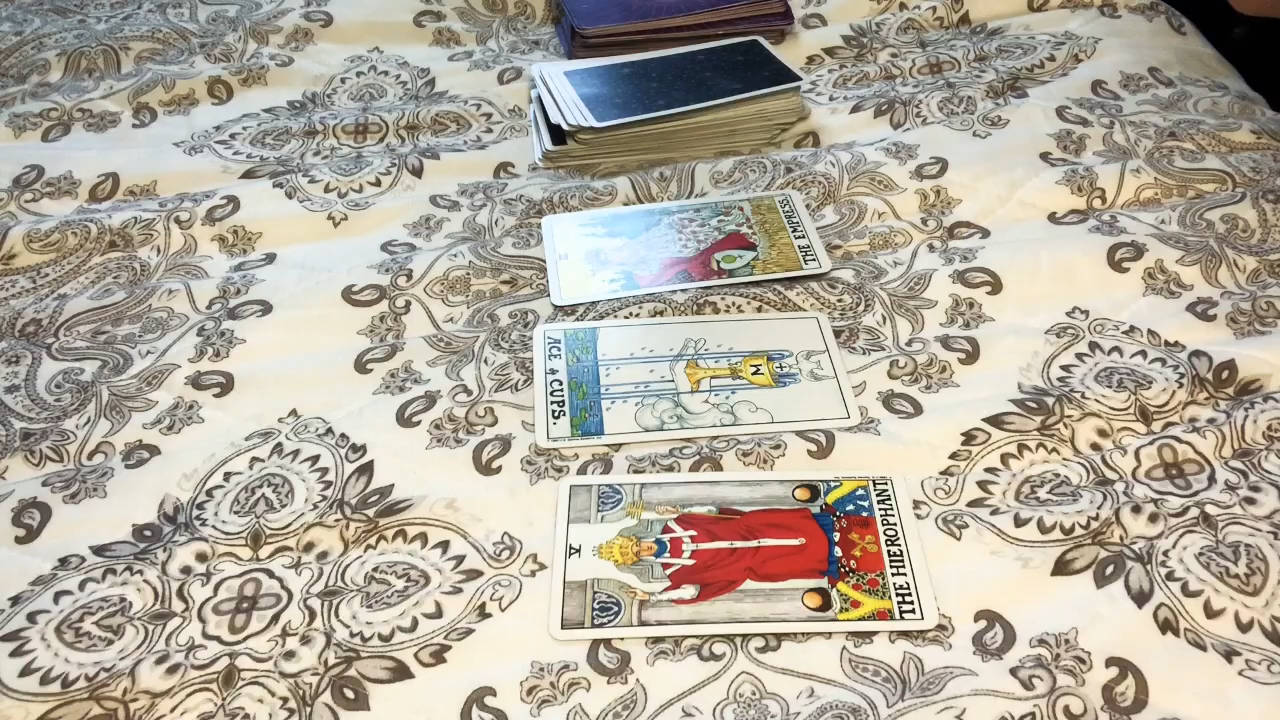 THE EMPRESS.
ACE of CUPS.
M
V
THE HIEROPHANT